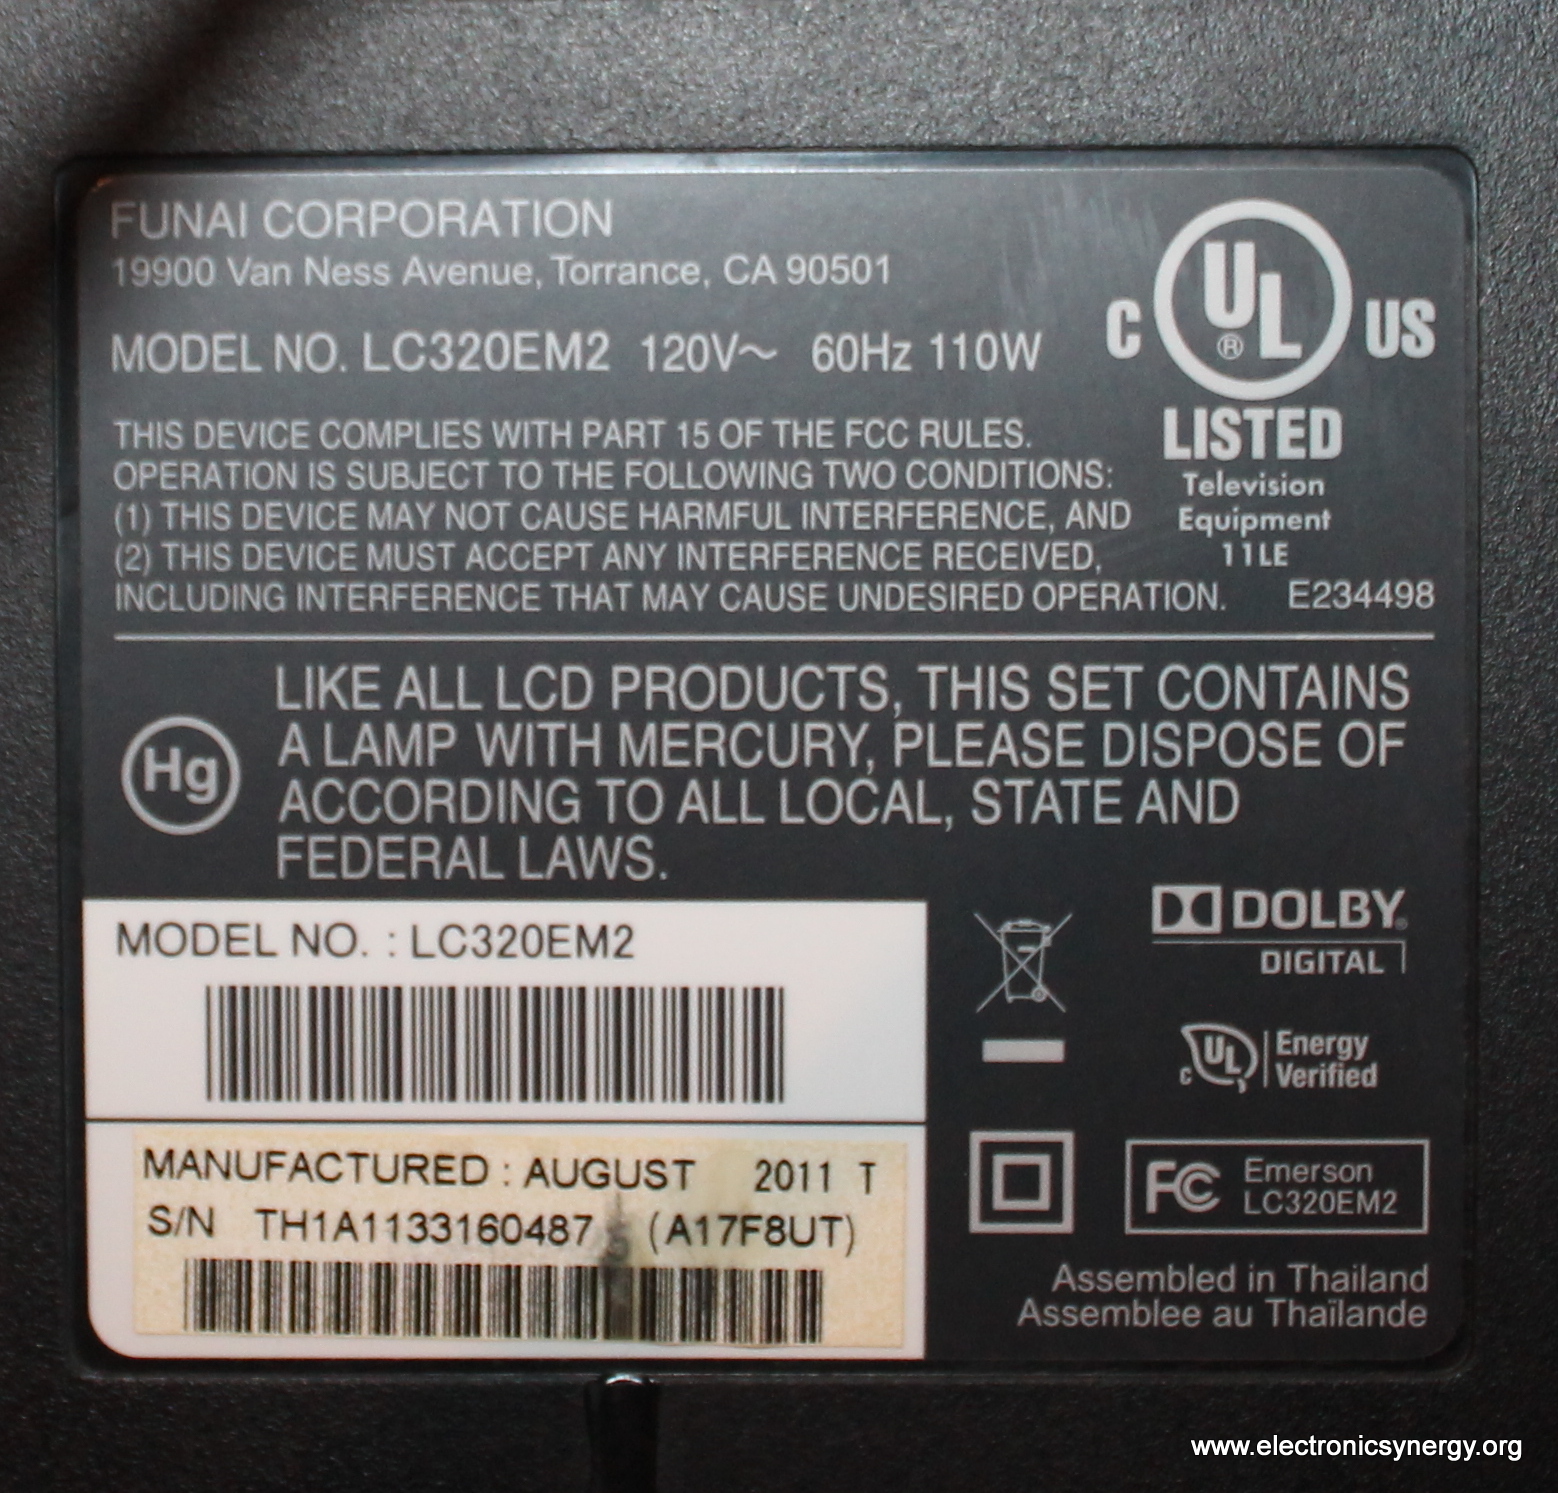 FUNAI CORPORATION
19900 Van Ness Avenue, Torrance, CA 90501
MODEL NO. LC320EM2 120V~ 60Hz 110W
C UL ® US
LISTED
Television
Equipment
11LE
E234498
THIS DEVICE COMPLIES WITH PART 15 OF THE FCC RULES.
OPERATION IS SUBJECT TO THE FOLLOWING TWO CONDITIONS:
(1) THIS DEVICE MAY NOT CAUSE HARMFUL INTERFERENCE, AND
(2) THIS DEVICE MUST ACCEPT ANY INTERFERENCE RECEIVED,
INCLUDING INTERFERENCE THAT MAY CAUSE UNDESIRED OPERATION.
Hg
LIKE ALL LCD PRODUCTS, THIS SET CONTAINS
A LAMP WITH MERCURY, PLEASE DISPOSE OF
ACCORDING TO ALL LOCAL, STATE AND
FEDERAL LAWS.
MODEL NO. : LC320EM2
MANUFACTURED : AUGUST 2011 T
S/N TH1A1133160487 (A17F8UT)
DOLBY®
DIGITAL
c UL Energy
Verified
FC Emerson
LC320EM2
Assembled in Thailand
Assemblee au Thaïlande
www.electronicsynergy.org